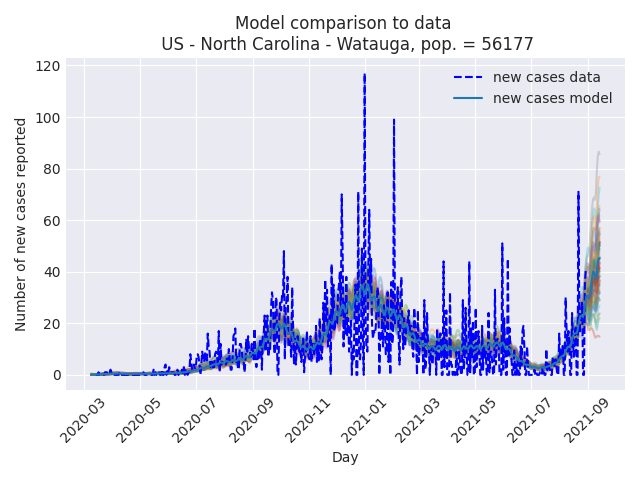 Model comparison to data
US - North Carolina - Watauga, pop. = 56177
Number of new cases reported
120
100
80
60
40
20
0
new cases data
new cases model
2020-03
2020-05
2020-07
2020-09
2020-11
2021-01
2021-03
2021-05
2021-07
2021-09
Day